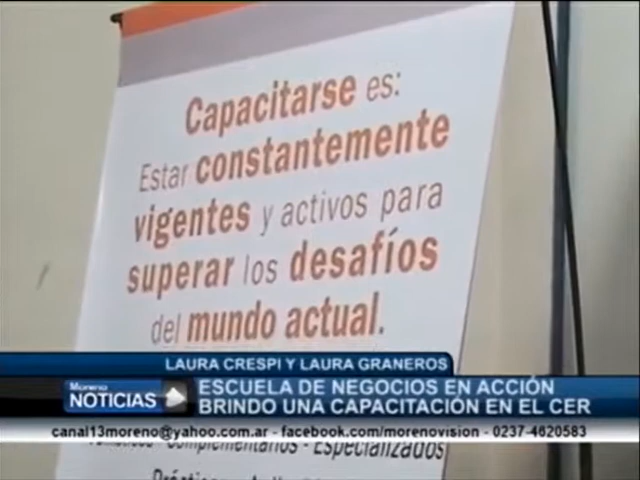 Capacitarse es:
Estar constantemente
vigentes y activos para
superar los desafíos
del mundo actual.
LAURA CRESPI Y LAURA GRANEROS
Moreno
NOTICIAS
ESCUELA DE NEGOCIOS EN ACCIÓN
BRINDO UNA CAPACITACIÓN EN EL CER
canal13moreno@yahoo.com.ar - facebook.com/morenovision - 0237-4620583
Complementarios - Especializados